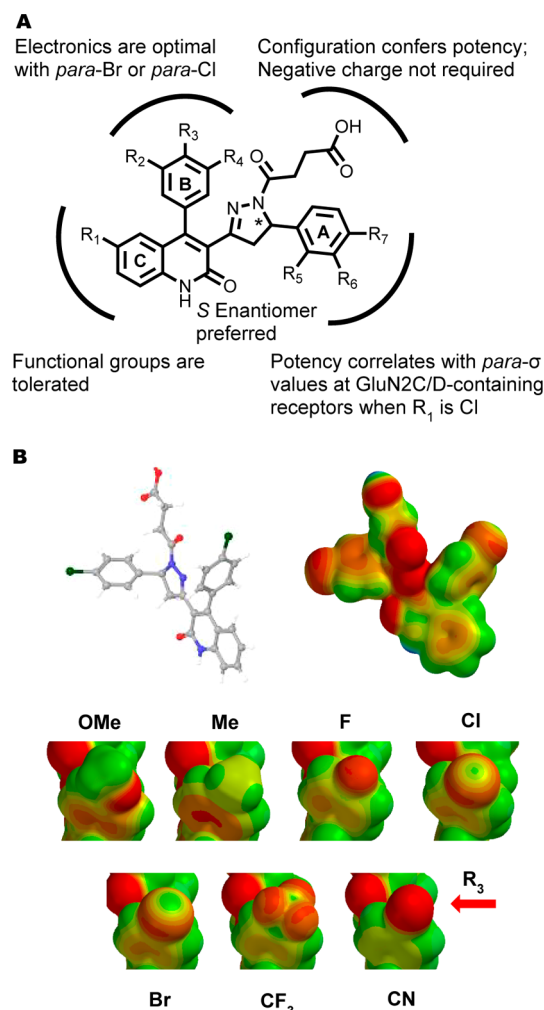 A
Electronics are optimal
with para-Br or para-Cl
Configuration confers potency;
Negative charge not required
OH
R3
O
O
R2
R4
B
N
N
*
A
R7
R1
C
R5
R6
N
H
O
S Enantiomer
preferred
Functional groups are
tolerated
Potency correlates with para-σ
values at GluN2C/D-containing
receptors when R1 is Cl
B
OMe
Me
F
Cl
R3
Br
CF3
CN